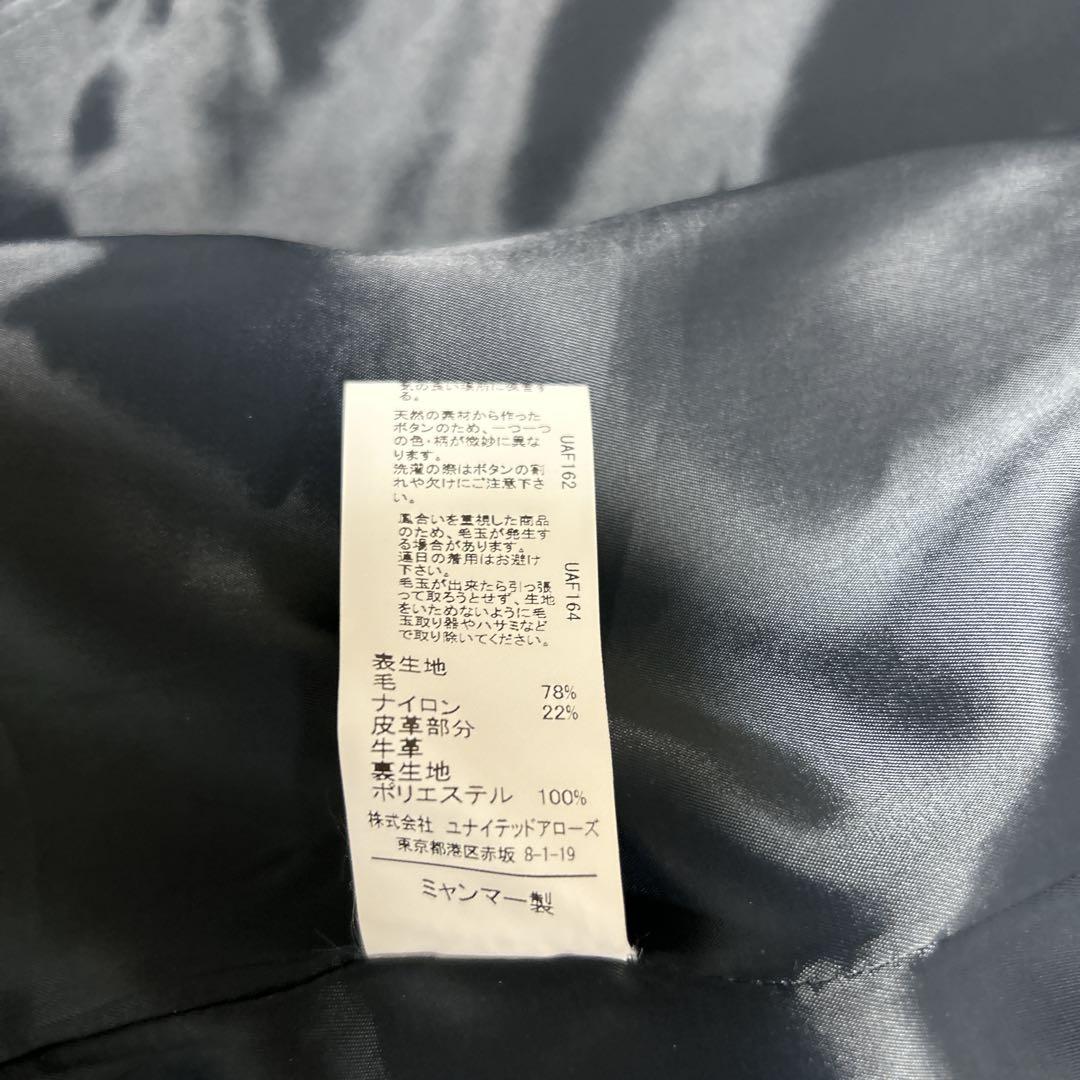 る。
天然の素材から作った
ボタンのため、一つ一つ
の色・柄が微妙に異な
ります。
洗濯の際はボタンの割
れや欠けにご注意下さ
い。
UAF162
風合いを重視した商品
のため、毛玉が発生す
る場合があります。
連日の着用はお避け
下さい。
毛玉が出来たら引っ張
って取ろうとせず、生地
をいためないように毛
玉取り器やハサミなど
で取り除いてください。
UAF164
表生地
毛 78%
ナイロン 22%
皮革部分
牛革
裏生地
ポリエステル 100%
株式会社 ユナイテッドアローズ
東京都港区赤坂 8-1-19
ミャンマー製